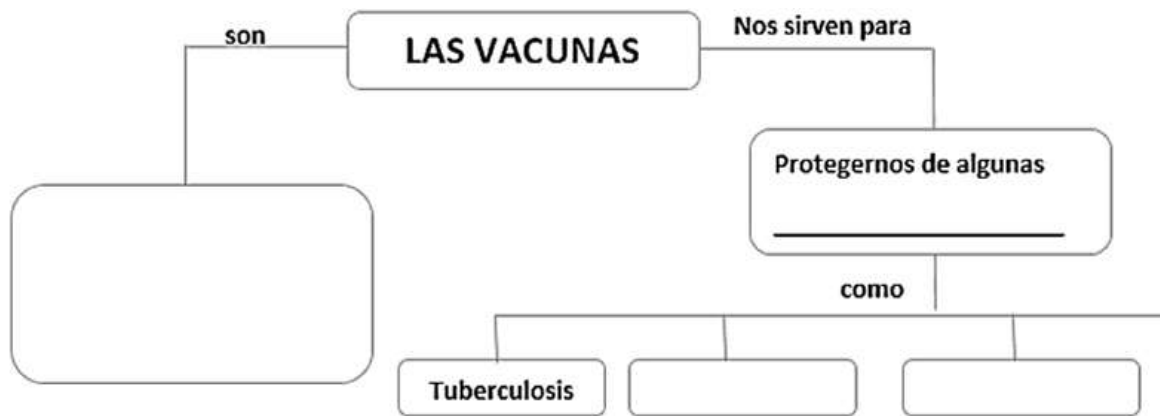 son
LAS VACUNAS
Nos sirven para
Protegernos de algunas
como
Tuberculosis